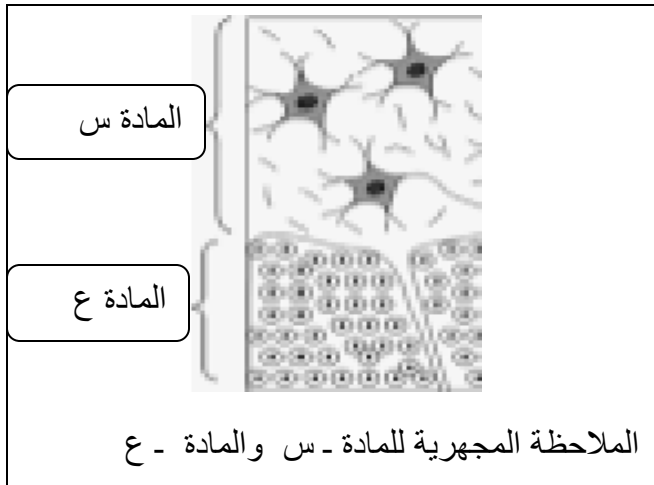 المادة س
المادة ع
الملاحظة المجهرية للمادة ـ س والمادة ـ ع